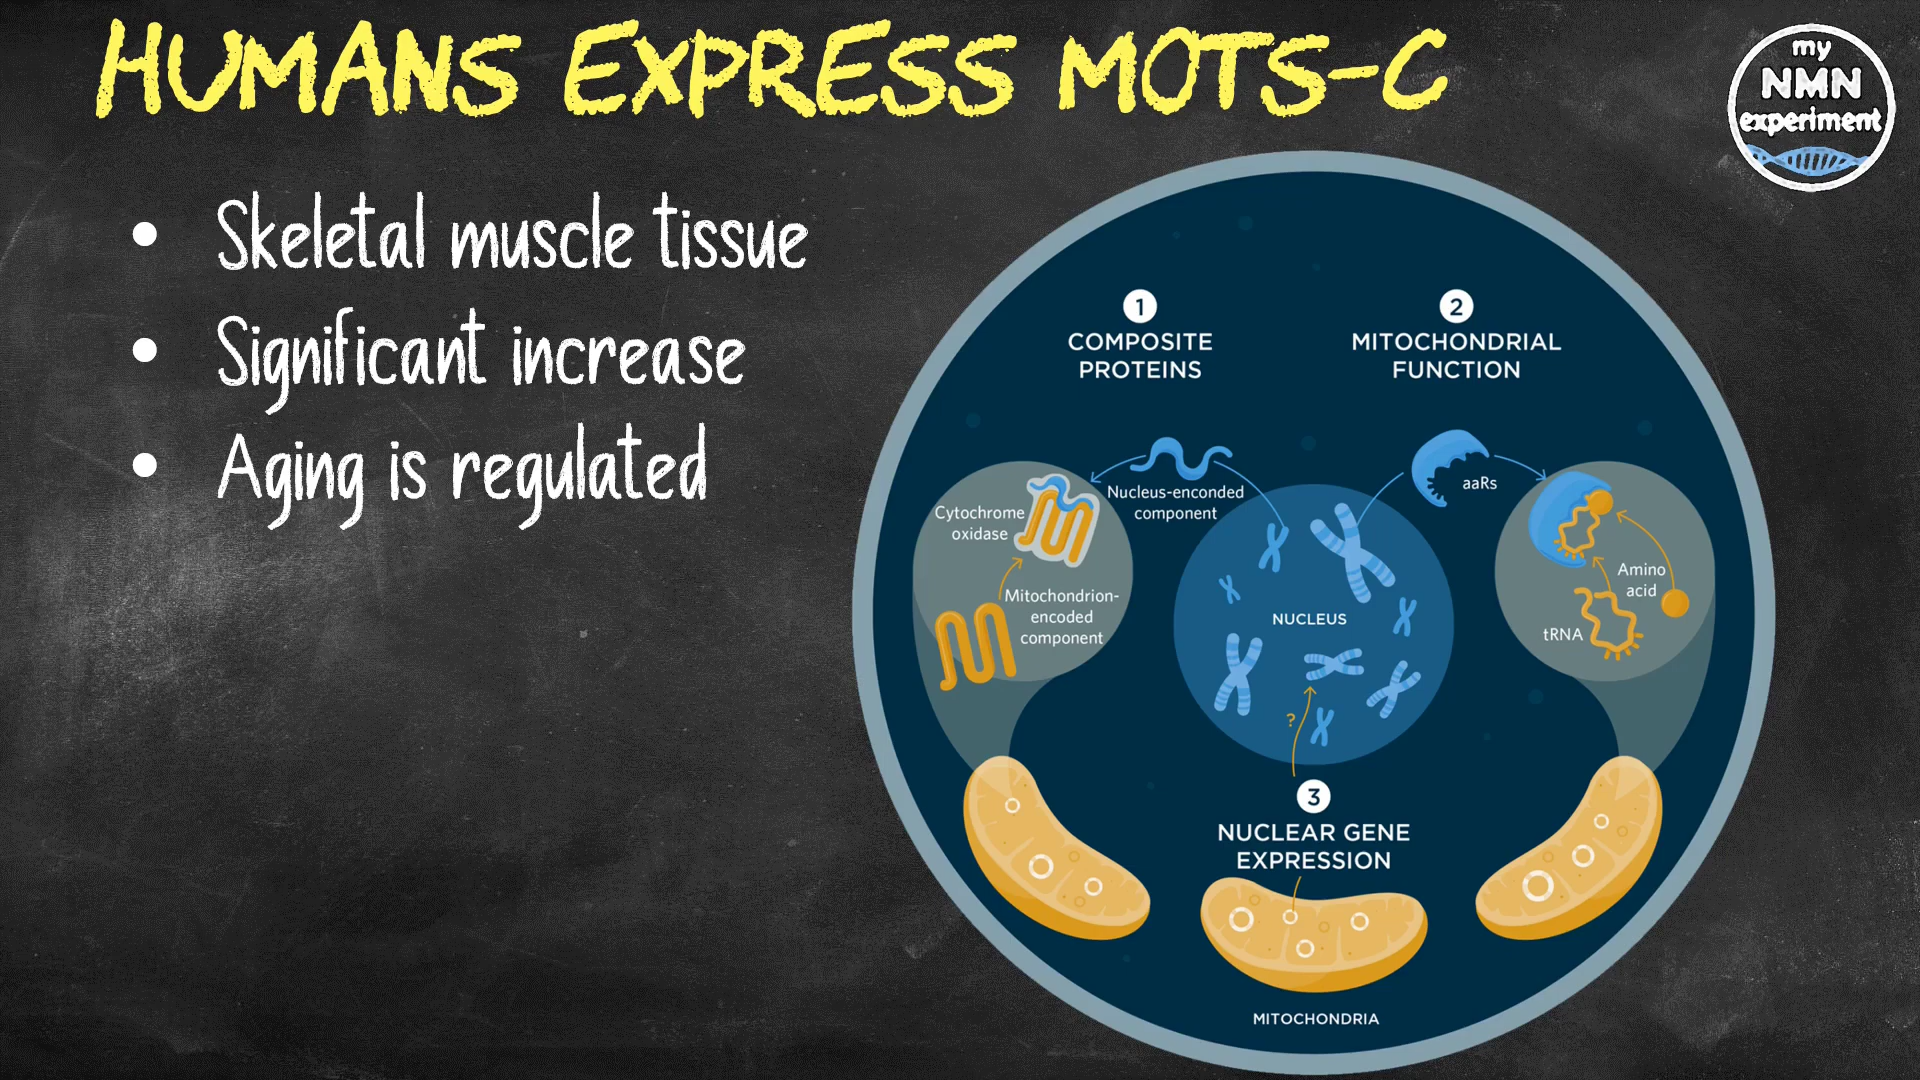 HUMANS EXPRESS MOTS-C
my
NMN
experiment
• Skeletal muscle tissue
• Significant increase
• Aging is regulated
1
COMPOSITE
PROTEINS
2
MITOCHONDRIAL
FUNCTION
Nucleus-enconded
component
Cytochrome
oxidase
Mitochondrion-
encoded
component
aaRs
Amino
acid
tRNA
NUCLEUS
?
3
NUCLEAR GENE
EXPRESSION
MITOCHONDRIA